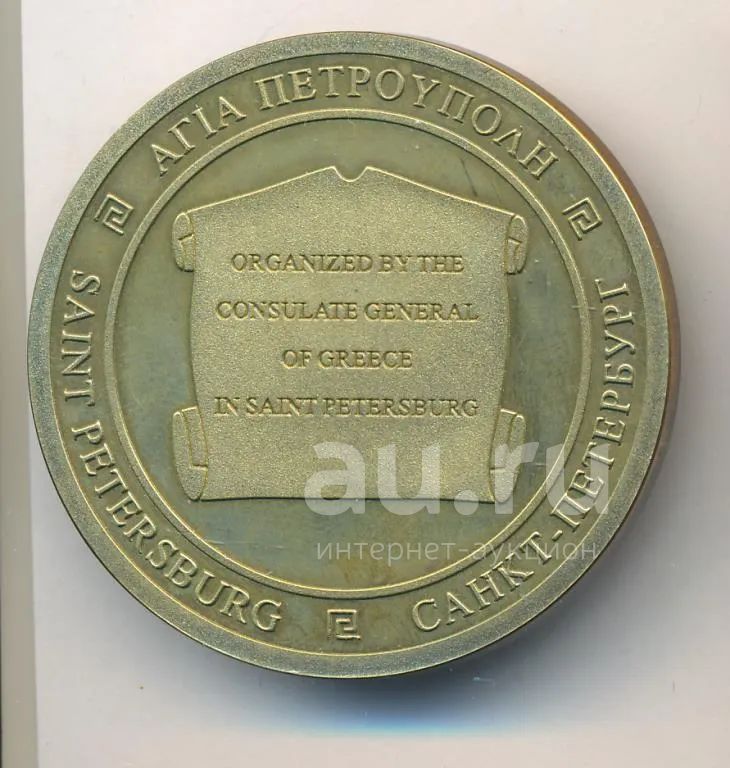 ΑΓΙΑ ΠΕΤΡΟΥΠΟΛΗ
ORGANIZED BY THE
CONSULATE GENERAL
OF GREECE
IN SAINT PETERSBURG
SAINT PETERSBURG
САНКТ-ПЕТЕРБУРГ
au.ru
интернет-аукцион